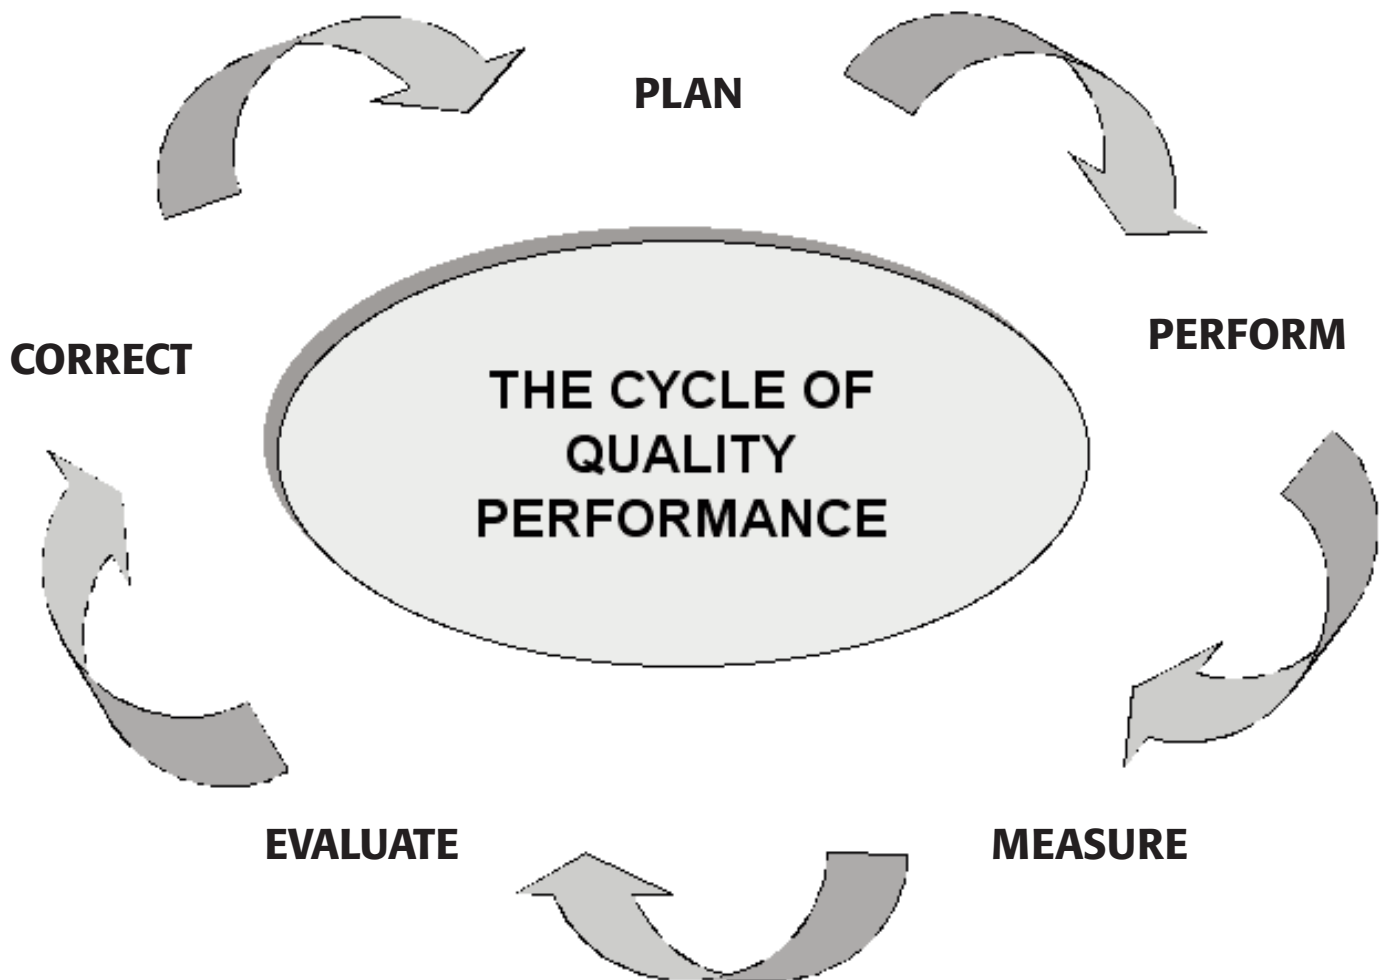 PLAN
PERFORM
CORRECT
THE CYCLE OF
QUALITY
PERFORMANCE
EVALUATE
MEASURE